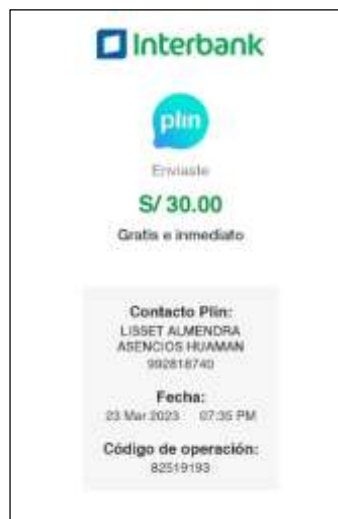 Interbank
plin
Enviaste
S/ 30.00
Gratis e inmediato
Contacto Plin:
LISSET ALMENDRA
ASENCIOS HUAMAN
992818740
Fecha:
23 Mar 2023 07:35 PM
Código de operación:
82519193